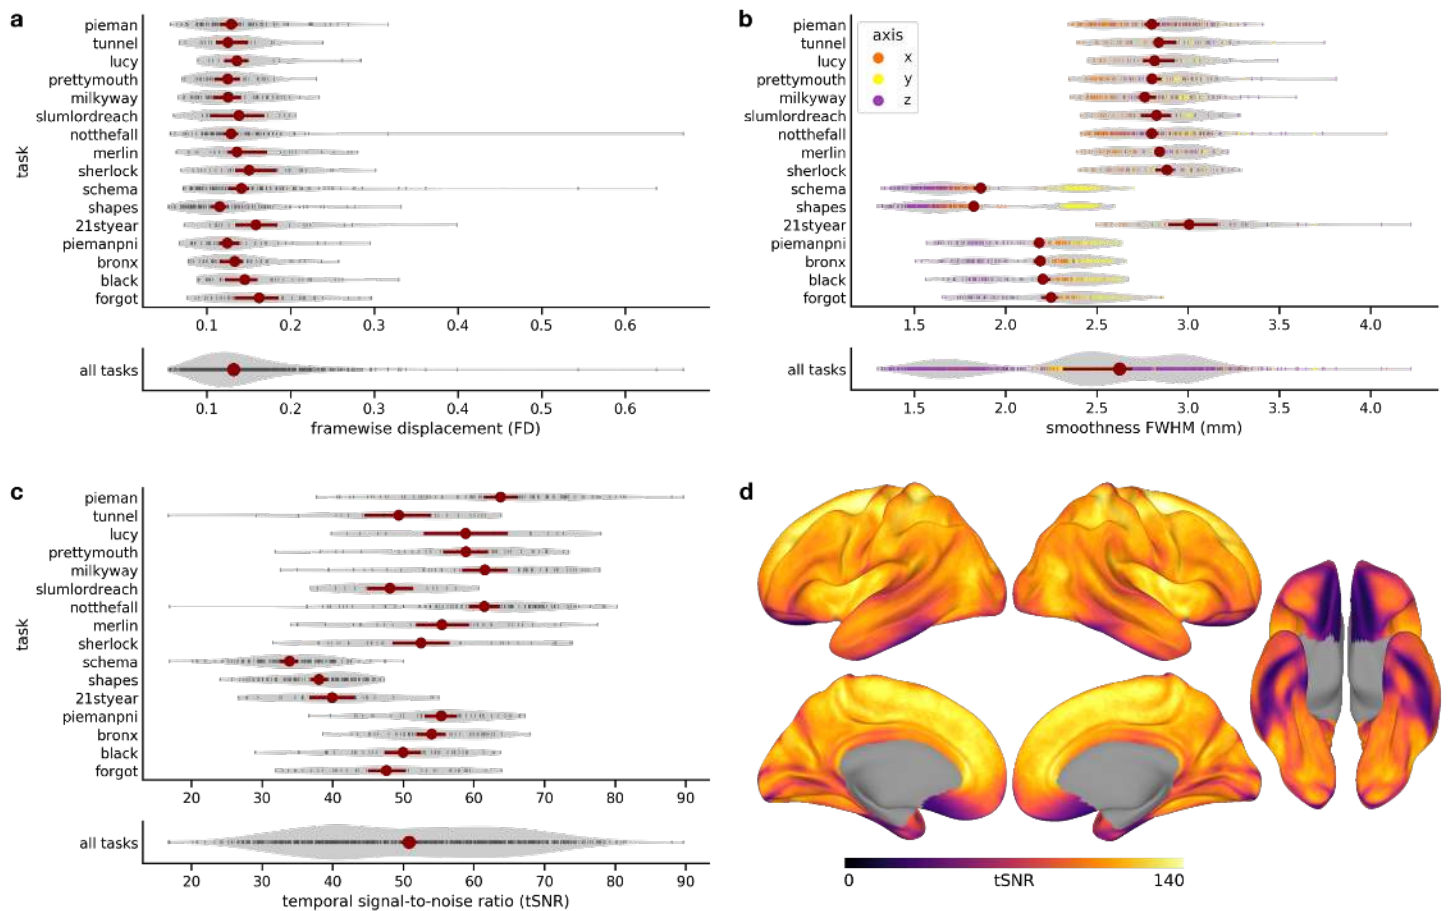 a
task
pieman
tunnel
lucy
prettymouth
milkyway
slumlordreach
notthefall
merlin
sherlock
schema
shapes
21styear
piemanpni
bronx
black
forgot
0.1 0.2 0.3 0.4 0.5 0.6
all tasks
0.1 0.2 0.3 0.4 0.5 0.6
framewise displacement (FD)
b
axis
x
y
z
pieman
tunnel
lucy
prettymouth
milkyway
slumlordreach
notthefall
merlin
sherlock
schema
shapes
21styear
piemanpni
bronx
black
forgot
1.5 2.0 2.5 3.0 3.5 4.0
all tasks
1.5 2.0 2.5 3.0 3.5 4.0
smoothness FWHM (mm)
c
task
pieman
tunnel
lucy
prettymouth
milkyway
slumlordreach
notthefall
merlin
sherlock
schema
shapes
21styear
piemanpni
bronx
black
forgot
20 30 40 50 60 70 80 90
all tasks
20 30 40 50 60 70 80 90
temporal signal-to-noise ratio (tSNR)
d
0 tSNR 140